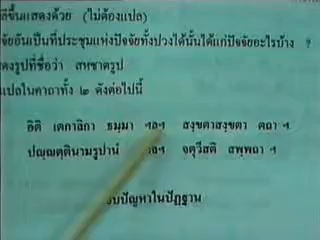 ลีขึ้นแสดงด้วย (ไม่ต้องแปล)
จัยอันเป็นที่ประชุมแห่งปัจจัยทั้งปวงได้นั้นได้แก่ปัจจัยอะไรบ้าง ?
ดงรูปที่ชื่อว่า สหชาตรูป
แปลในคาถาทั้ง ๒ ดังต่อไปนี้
อิติ เตกาลิกา ธมฺมา ฯลฯ สงฺขตาสงฺขตา ตถา ฯ
ปญฺญตฺตินามรูปานํ ฯลฯ จตุวีสติ สพฺพถา ฯ
บปัญหาในปัฏฐาน